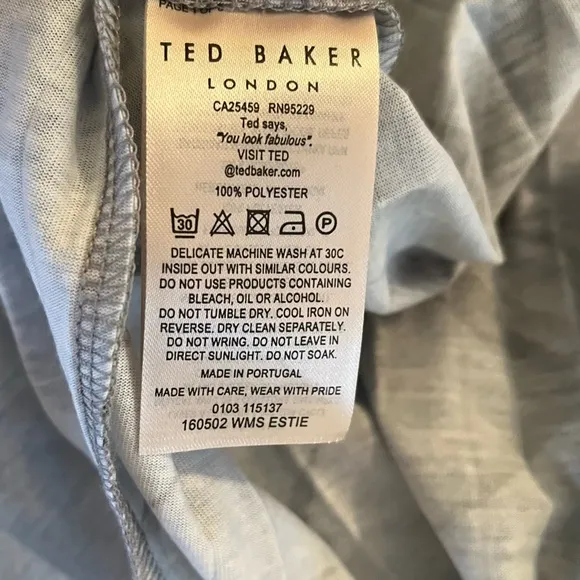 PAGE 1 OF
TED BAKER
LONDON
CA25459 RN95229
Ted says,
"You look fabulous".
VISIT TED
@tedbaker.com
100% POLYESTER
30 P
DELICATE MACHINE WASH AT 30C
INSIDE OUT WITH SIMILAR COLOURS.
DO NOT USE PRODUCTS CONTAINING
BLEACH, OIL OR ALCOHOL.
DO NOT TUMBLE DRY. COOL IRON ON
REVERSE. DRY CLEAN SEPARATELY.
DO NOT WRING. DO NOT LEAVE IN
DIRECT SUNLIGHT. DO NOT SOAK.
MADE IN PORTUGAL
MADE WITH CARE, WEAR WITH PRIDE
0103 115137
160502 WMS ESTIE